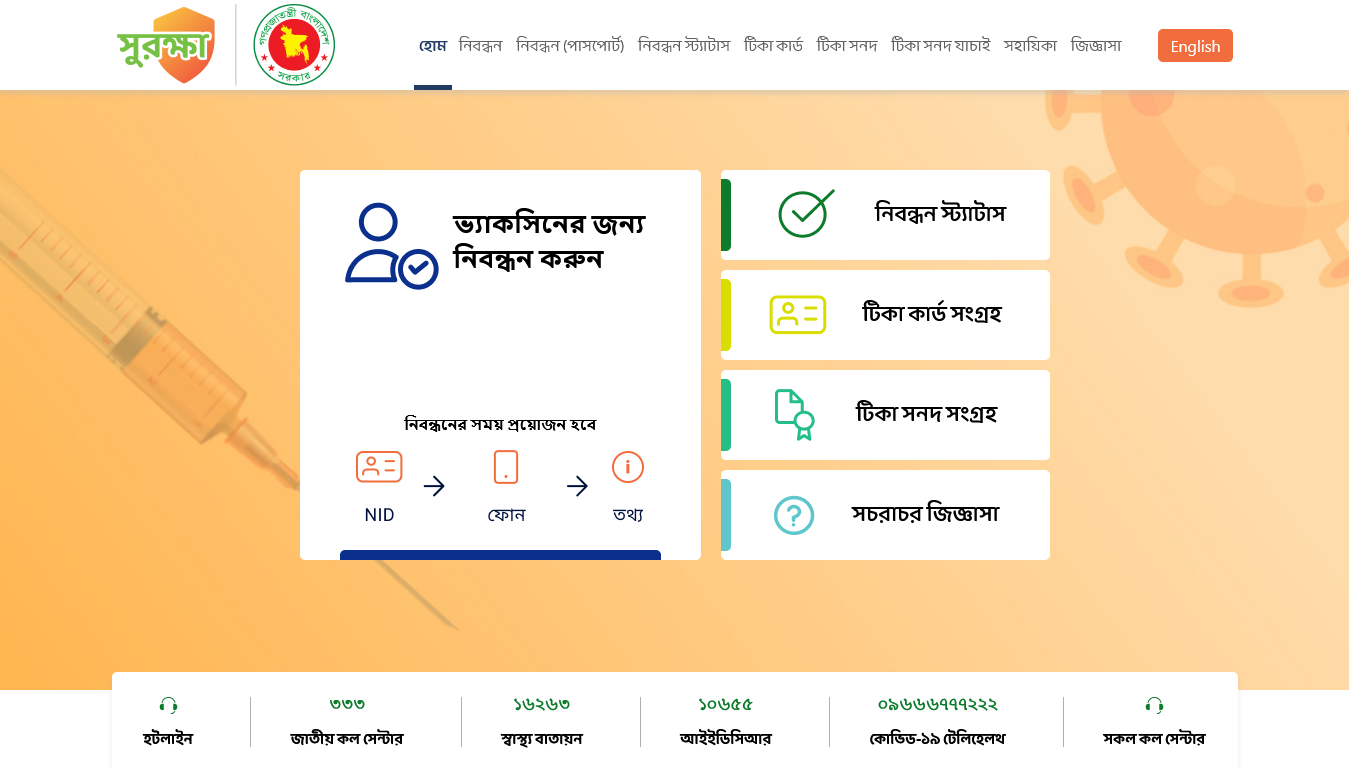 সুরক্ষা
গণপ্রজাতন্ত্রী বাংলাদেশ
সরকার
হোম নিবন্ধন নিবন্ধন (পাসপোর্ট) নিবন্ধন স্ট্যাটাস টিকা কার্ড টিকা সনদ টিকা সনদ যাচাই সহায়িকা জিজ্ঞাসা English
ভ্যাকসিনের জন্য
নিবন্ধন করুন
নিবন্ধনের সময় প্রয়োজন হবে
NID ফোন তথ্য
নিবন্ধন স্ট্যাটাস
টিকা কার্ড সংগ্রহ
টিকা সনদ সংগ্রহ
সচরাচর জিজ্ঞাসা
৩৩৩ ১৬২৬৩ ১০৬৫৫ ০৯৬৬৬৭৭৭২২২
হটলাইন জাতীয় কল সেন্টার স্বাস্থ্য বাতায়ন আইইডিসিআর কোভিড-১৯ টেলিহেলথ সকল কল সেন্টার